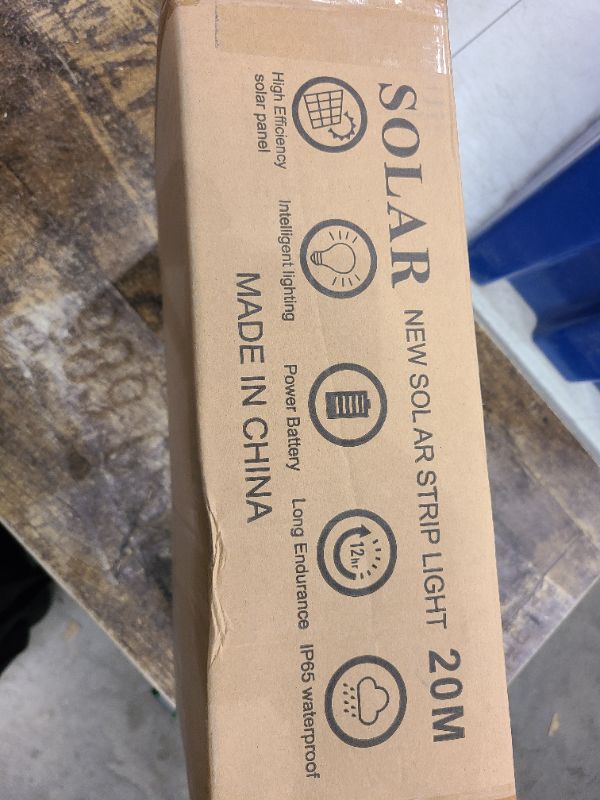 SOLAR NEW SOLAR STRIP LIGHT 20M
12hr
High Efficiency
solar panel
Intelligent lighting
Power Battery
Long Endurance
IP65 waterproof
MADE IN CHINA